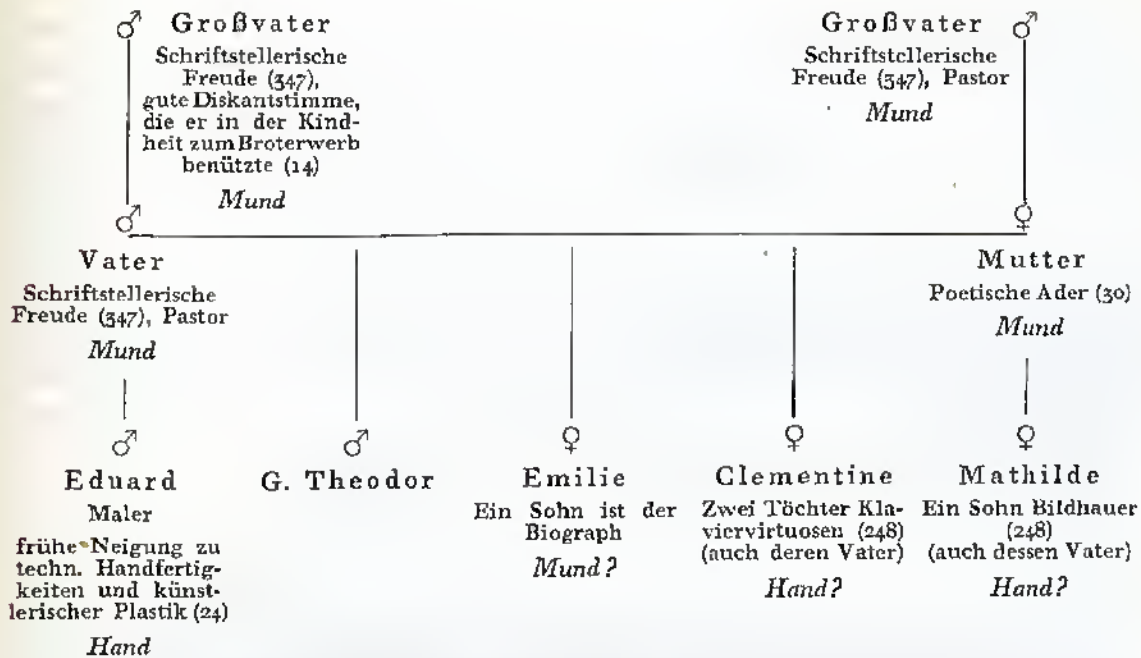 ♂ Großvater
Schriftstellerische
Freude (347),
gute Diskantstimme,
die er in der Kind-
heit zum Broterwerb
benützte (14)
Mund
Großvater ♂
Schriftstellerische
Freude (347), Pastor
Mund
♂
Vater
Schriftstellerische
Freude (347), Pastor
Mund
♀
Mutter
Poetische Ader (30)
Mund
♂
Eduard
Maler
frühe Neigung zu
techn. Handfertig-
keiten und künst-
lerischer Plastik (24)
Hand
♂
G. Theodor
♀
Emilie
Ein Sohn ist der
Biograph
Mund?
♀
Clementine
Zwei Töchter Kla-
viervirtuosen (248)
(auch deren Vater)
Hand?
♀
Mathilde
Ein Sohn Bildhauer
(248)
(auch dessen Vater)
Hand?